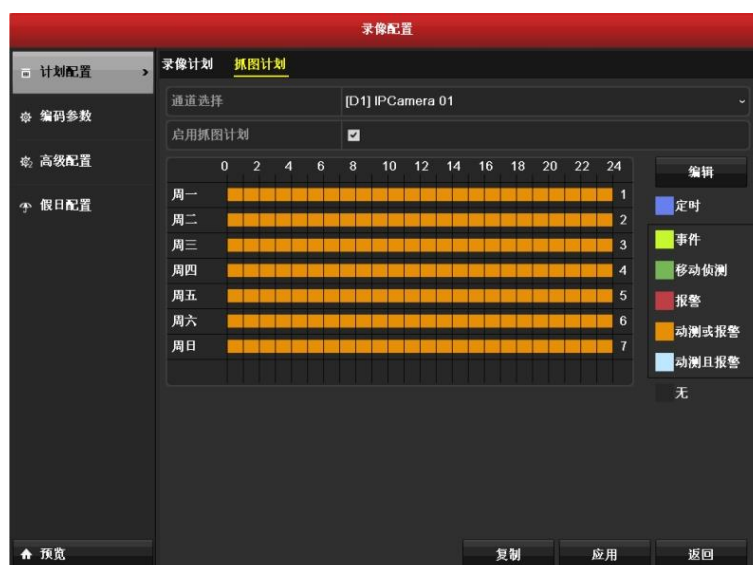 录像配置
计划配置
编码参数
高级配置
假日配置
预览
录像计划 抓图计划
通道选择 [D1] IPCamera 01
启用抓图计划
0 2 4 6 8 10 12 14 16 18 20 22 24
周一 1
周二 2
周三 3
周四 4
周五 5
周六 6
周日 7
编辑
定时
事件
移动侦测
报警
动测或报警
动测且报警
无
复制 应用 返回